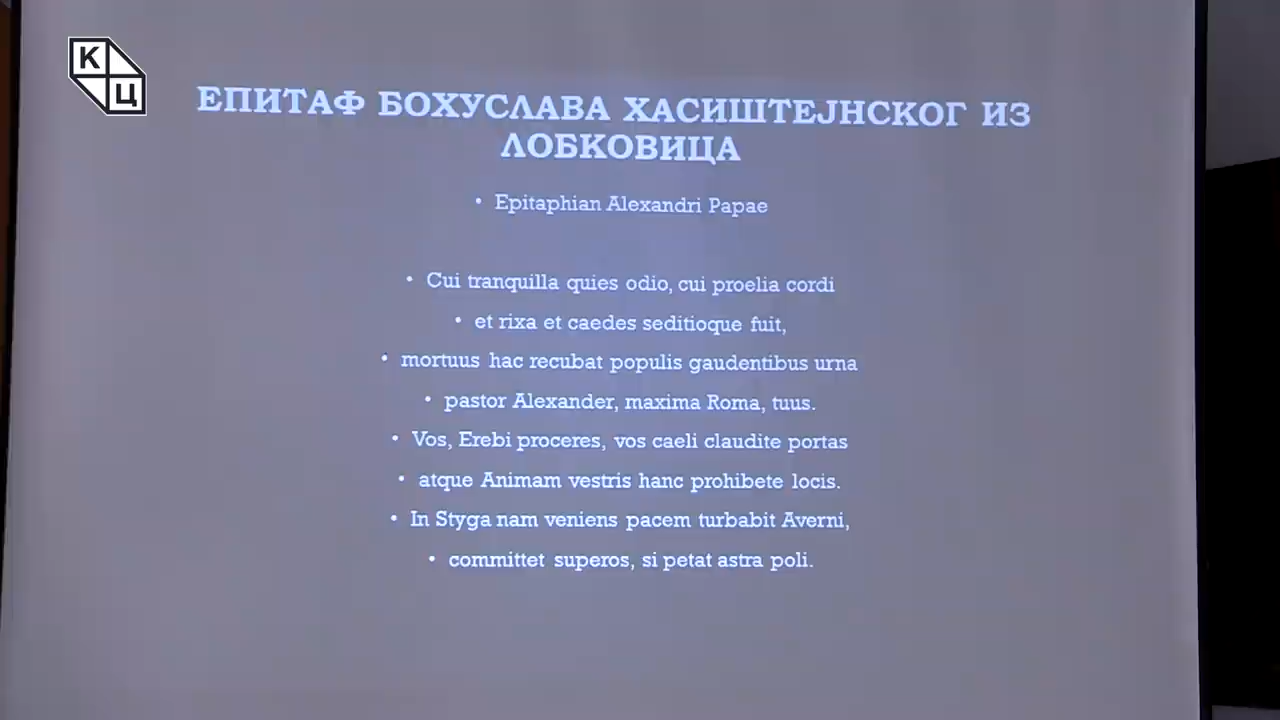 К
Ц
ЕПИТАФ БОХУСЛАВА ХАСИШТЕЈНСКОГ ИЗ
ЛОБКОВИЦА
• Epitaphian Alexandri Papae
• Cui tranquilla quies odio, cui proelia cordi
• et rixa et caedes seditioque fuit,
• mortuus hac recubat populis gaudentibus urna
• pastor Alexander, maxima Roma, tuus.
• Vos, Erebi proceres, vos caeli claudite portas
• atque Animam vestris hanc prohibete locis.
• In Styga nam veniens pacem turbabit Averni,
• committet superos, si petat astra poli.